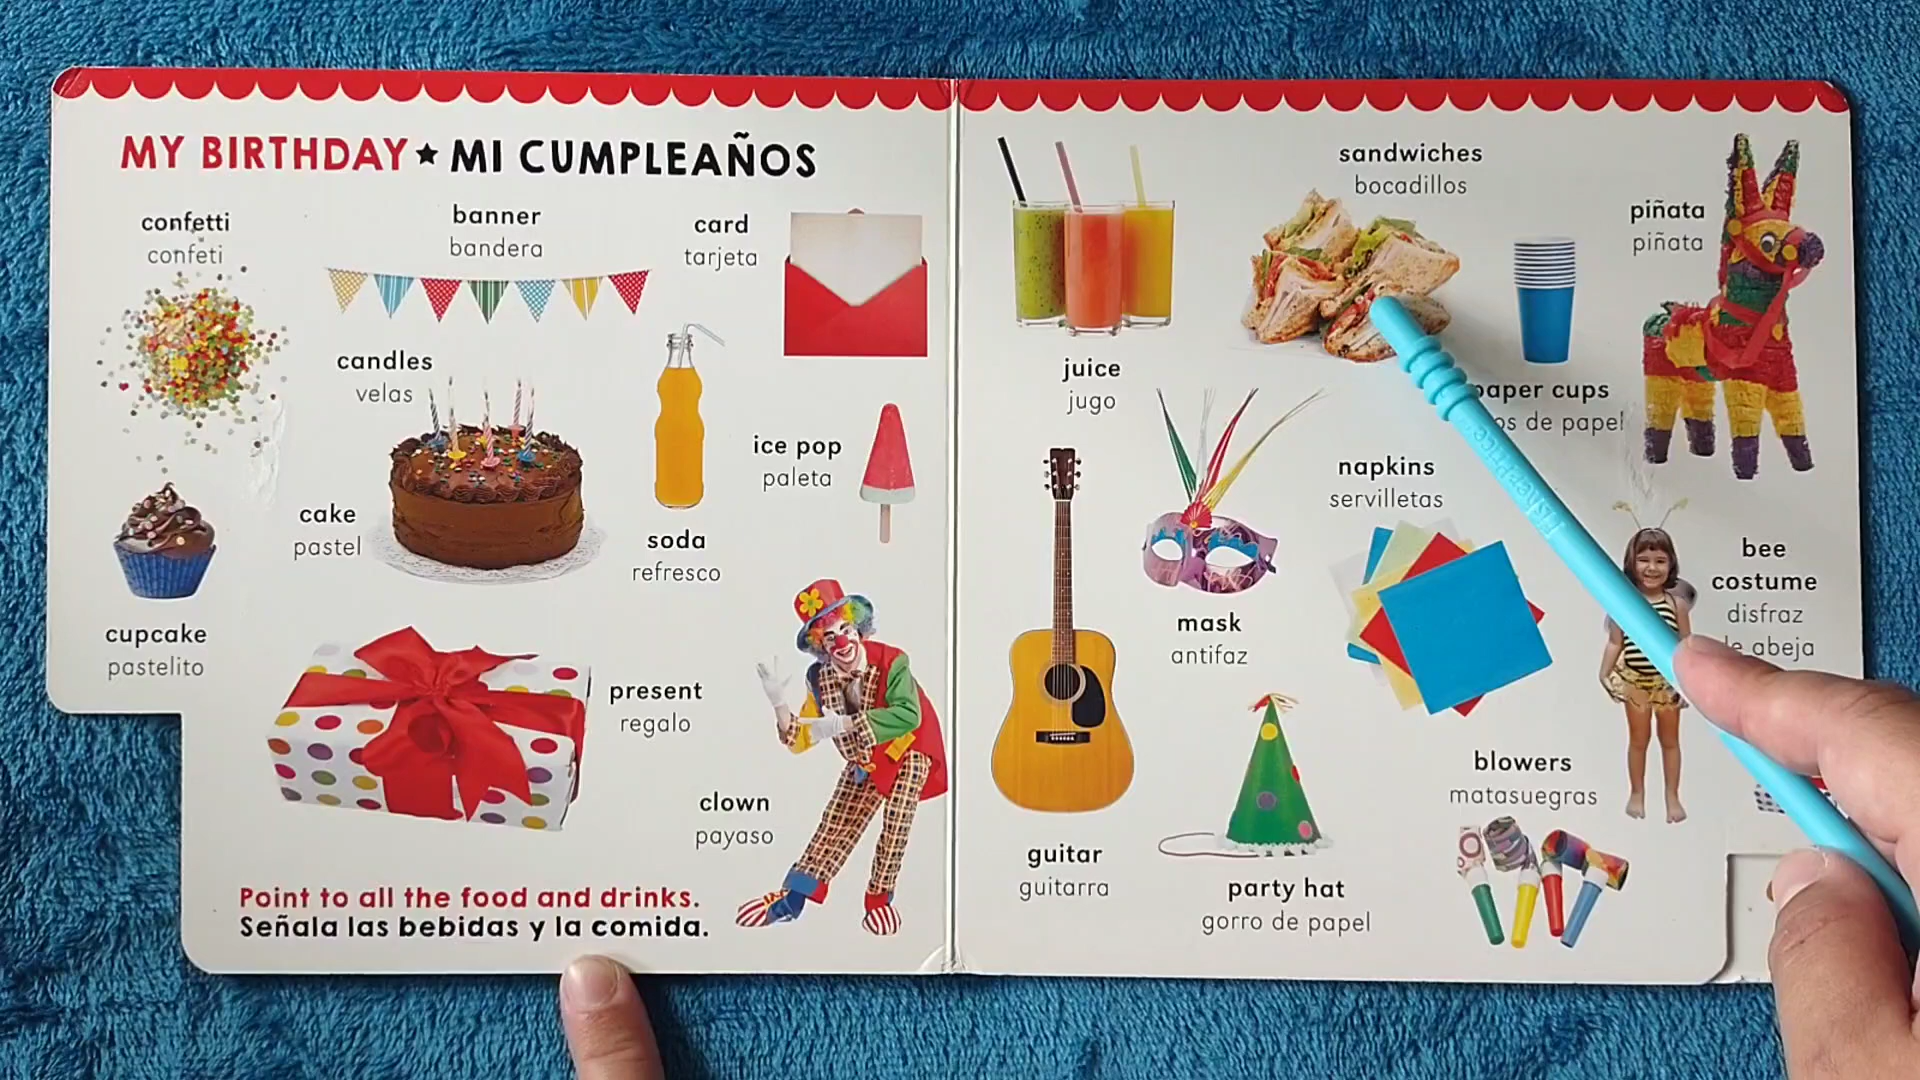 MY BIRTHDAY ★ MI CUMPLEAÑOS
confetti
confeti
banner
bandera
card
tarjeta
candles
velas
ice pop
paleta
cake
pastel
soda
refresco
cupcake
pastelito
present
regalo
clown
payaso
Point to all the food and drinks.
Señala las bebidas y la comida.
sandwiches
bocadillos
piñata
piñata
juice
jugo
paper cups
de papel
napkins
servilletas
bee
costume
disfraz
abeja
mask
antifaz
blowers
matasuegras
guitar
guitarra
party hat
gorro de papel
Fisher-Price